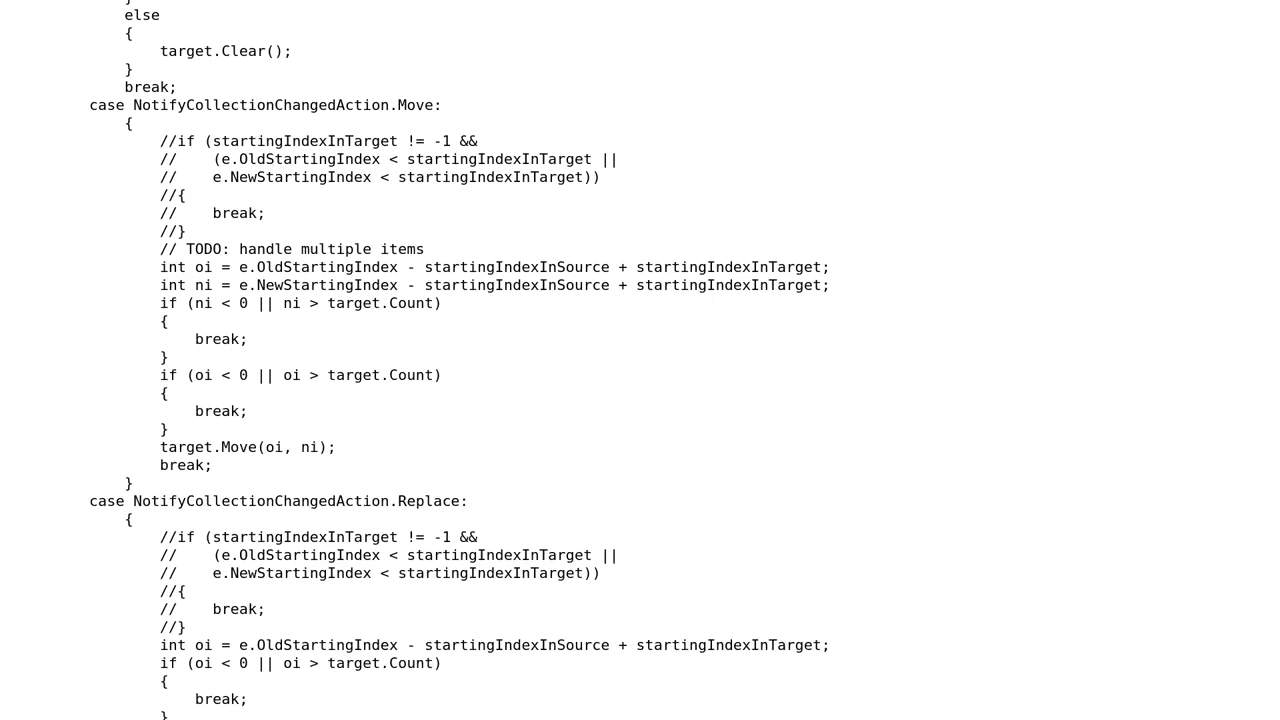 }
else
{
target.Clear();
}
break;
case NotifyCollectionChangedAction.Move:
{
//if (startingIndexInTarget != -1 &&
//    (e.OldStartingIndex < startingIndexInTarget ||
//    e.NewStartingIndex < startingIndexInTarget))
//{
//    break;
//}
// TODO: handle multiple items
int oi = e.OldStartingIndex - startingIndexInSource + startingIndexInTarget;
int ni = e.NewStartingIndex - startingIndexInSource + startingIndexInTarget;
if (ni < 0 || ni > target.Count)
{
break;
}
if (oi < 0 || oi > target.Count)
{
break;
}
target.Move(oi, ni);
break;
}
case NotifyCollectionChangedAction.Replace:
{
//if (startingIndexInTarget != -1 &&
//    (e.OldStartingIndex < startingIndexInTarget ||
//    e.NewStartingIndex < startingIndexInTarget))
//{
//    break;
//}
int oi = e.OldStartingIndex - startingIndexInSource + startingIndexInTarget;
if (oi < 0 || oi > target.Count)
{
break;
}